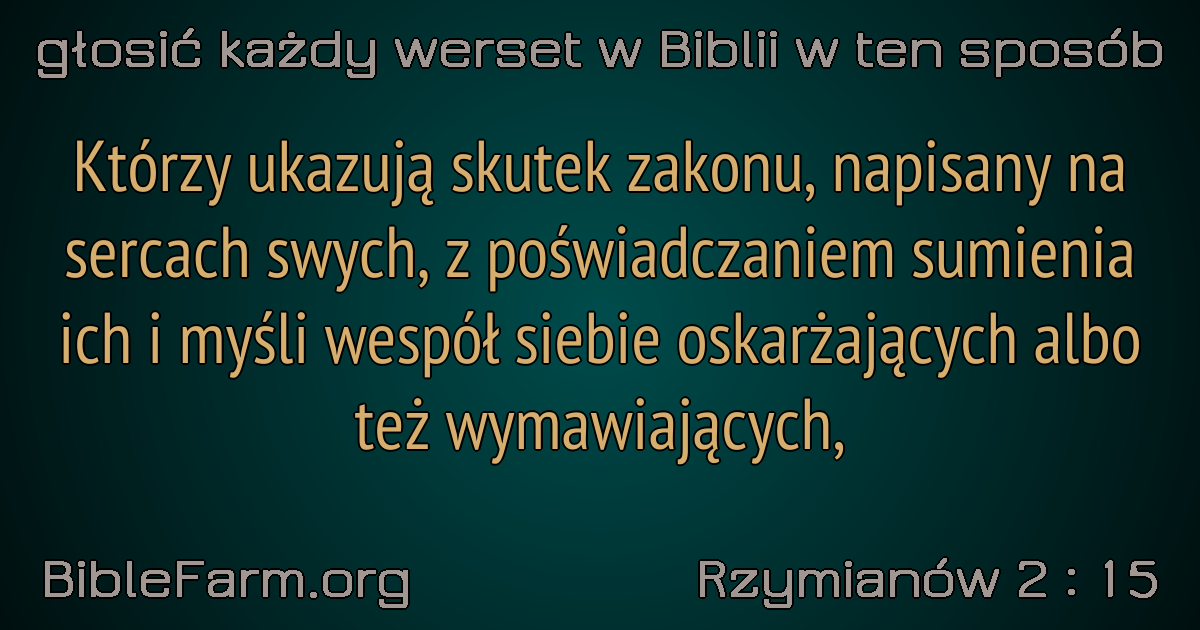 głosić każdy werset w Biblii w ten sposób
Którzy ukazują skutek zakonu, napisany na
sercach swych, z poświadczaniem sumienia
ich i myśli wespół siebie oskarżających albo
też wymawiających,
BibleFarm.org
Rzymianów 2 : 15